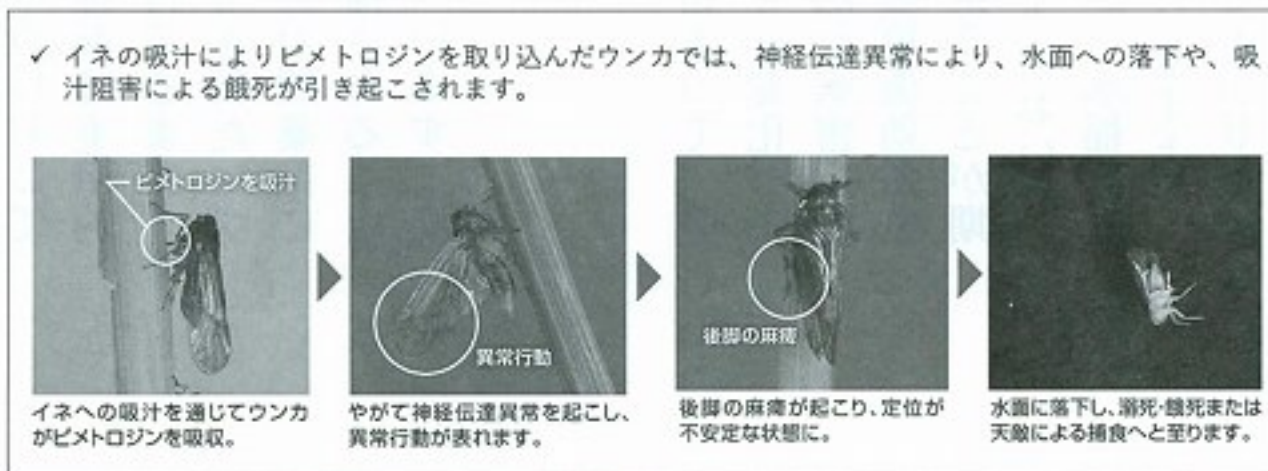 ✓ イネの吸汁によりピメトロジンを取り込んだウンカでは、神経伝達異常により、水面への落下や、吸
汁阻害による餓死が引き起こされます。
ピメトロジンを吸汁
異常行動
後脚の麻痺
イネへの吸汁を通じてウンカ
がピメトロジンを吸収。
やがて神経伝達異常を起こし、
異常行動が表れます。
後脚の麻痺が起こり、定位が
不安定な状態に。
水面に落下し、溺死・餓死または
天敵による捕食へと至ります。